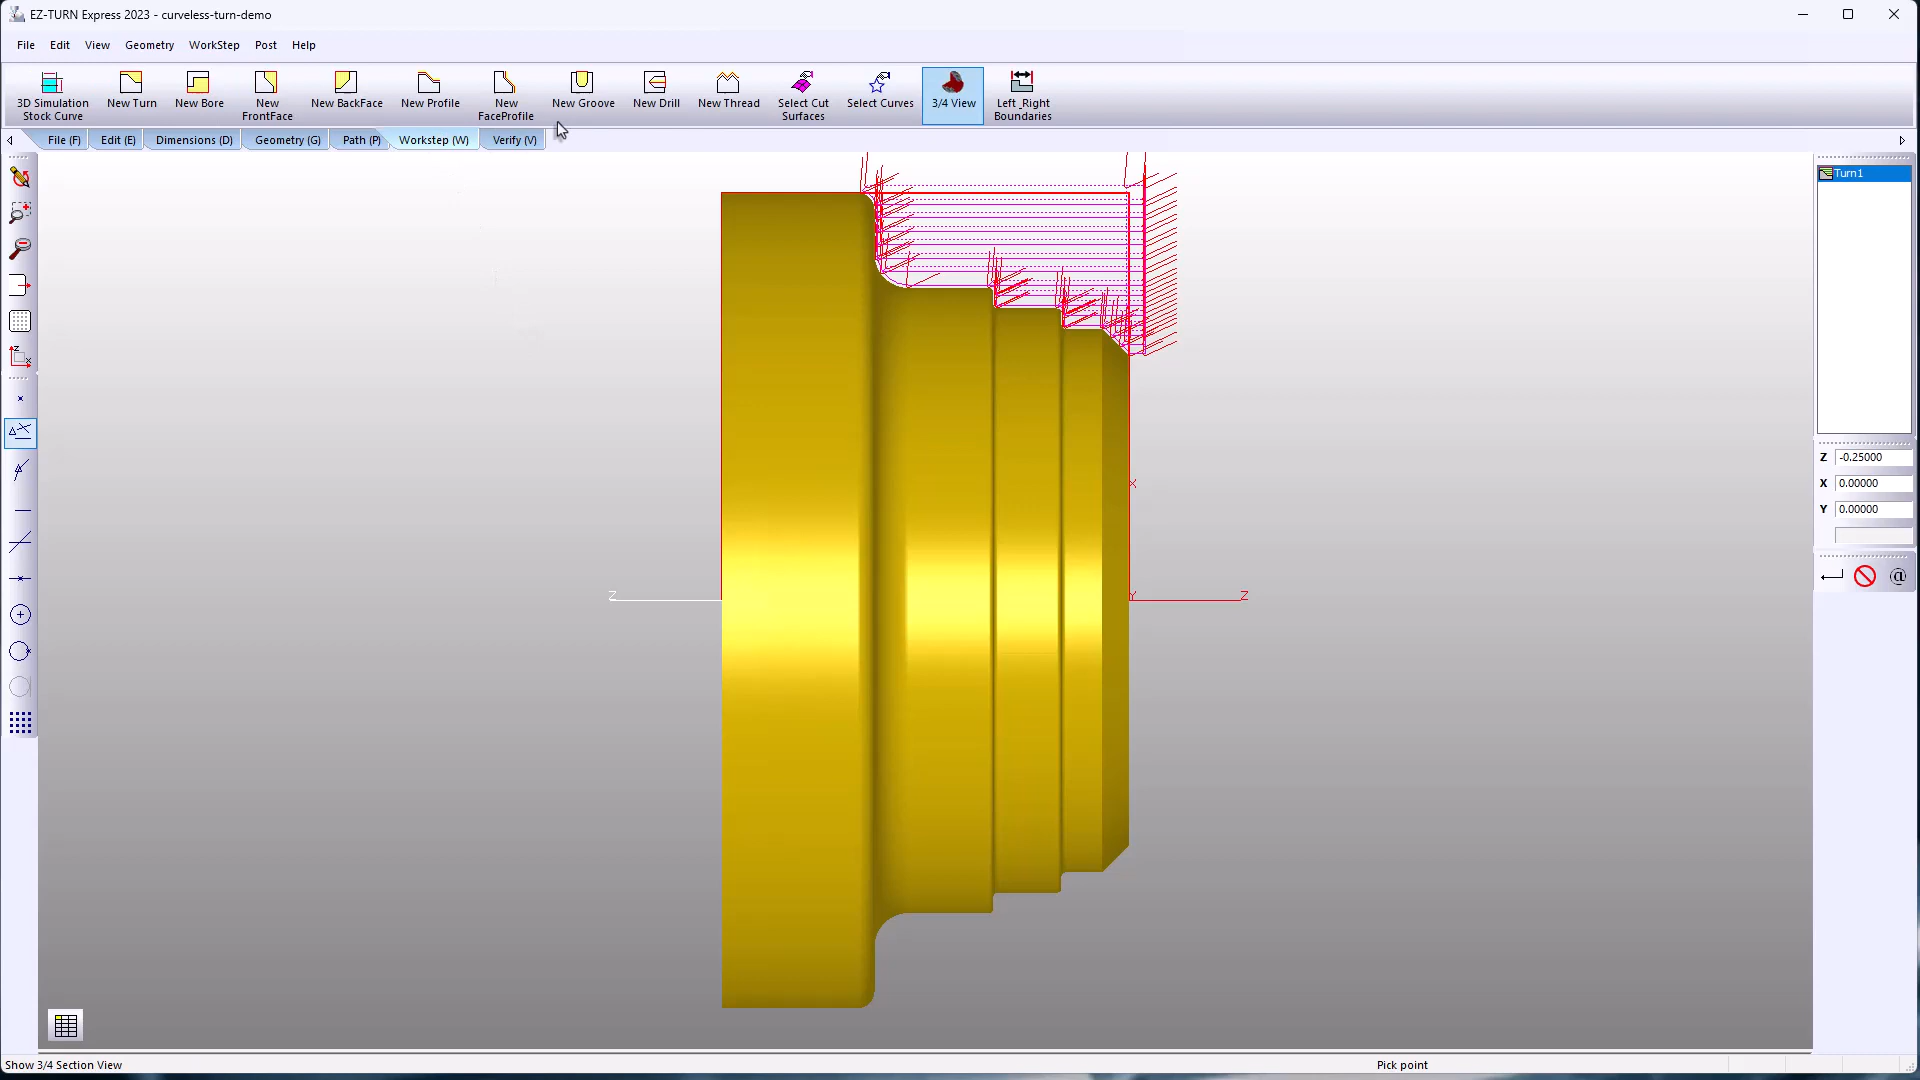 EZ-TURN Express 2023 - curveless-turn-demo
File Edit View Geometry WorkStep Post Help
3D Simulation Stock Curve
New Turn
New Bore
New FrontFace
New BackFace
New Profile
New FaceProfile
New Groove
New Drill
New Thread
Select Cut Surfaces
Select Curves
3/4 View
Left _Right Boundaries
File (F) Edit (E) Dimensions (D) Geometry (G) Path (P) Workstep (W) Verify (V)
Turn1
Z -0.25000
X 0.00000
Y 0.00000
X
Z Y Z
Show 3/4 Section View
Pick point